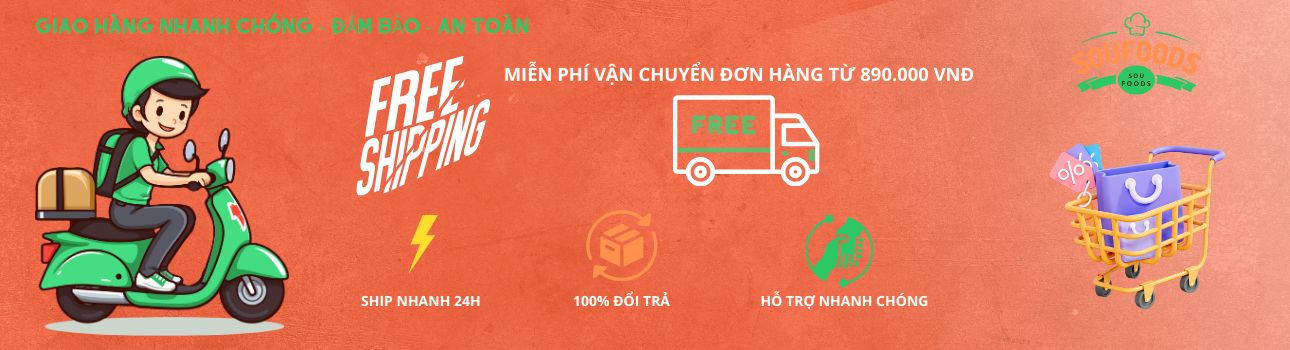 GIAO HÀNG NHANH CHÓNG - ĐẢM BẢO - AN TOÀN
FREE
SHIPPING
MIỄN PHÍ VẬN CHUYỂN ĐƠN HÀNG TỪ 890.000 VNĐ
FREE
SOUFOODS
SOU
FOODS
%
SHIP NHANH 24H
100% ĐỔI TRẢ
HỖ TRỢ NHANH CHÓNG